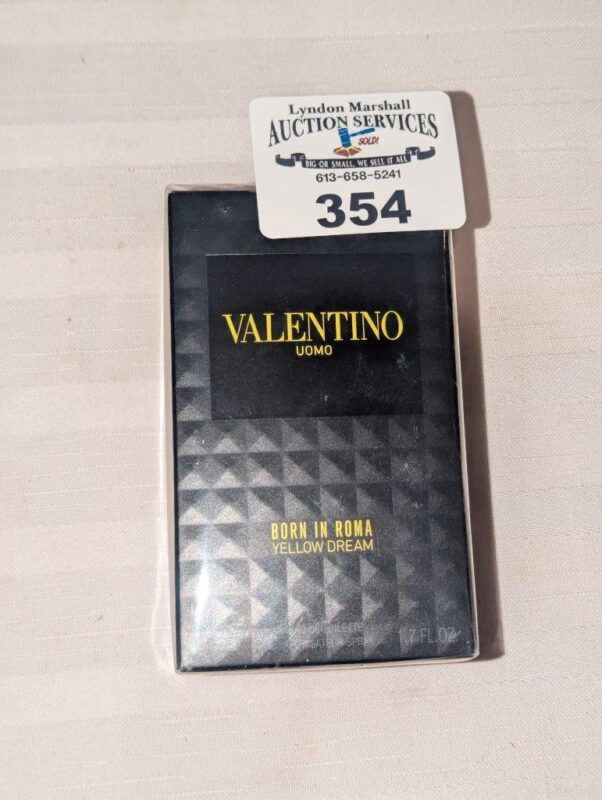 Lyndon Marshall
AUCTION SERVICES
SOLD!
BIG OR SMALL, WE SELL IT ALL
613-658-5241
354
VALENTINO
UOMO
BORN IN ROMA
YELLOW DREAM
FL.OZ